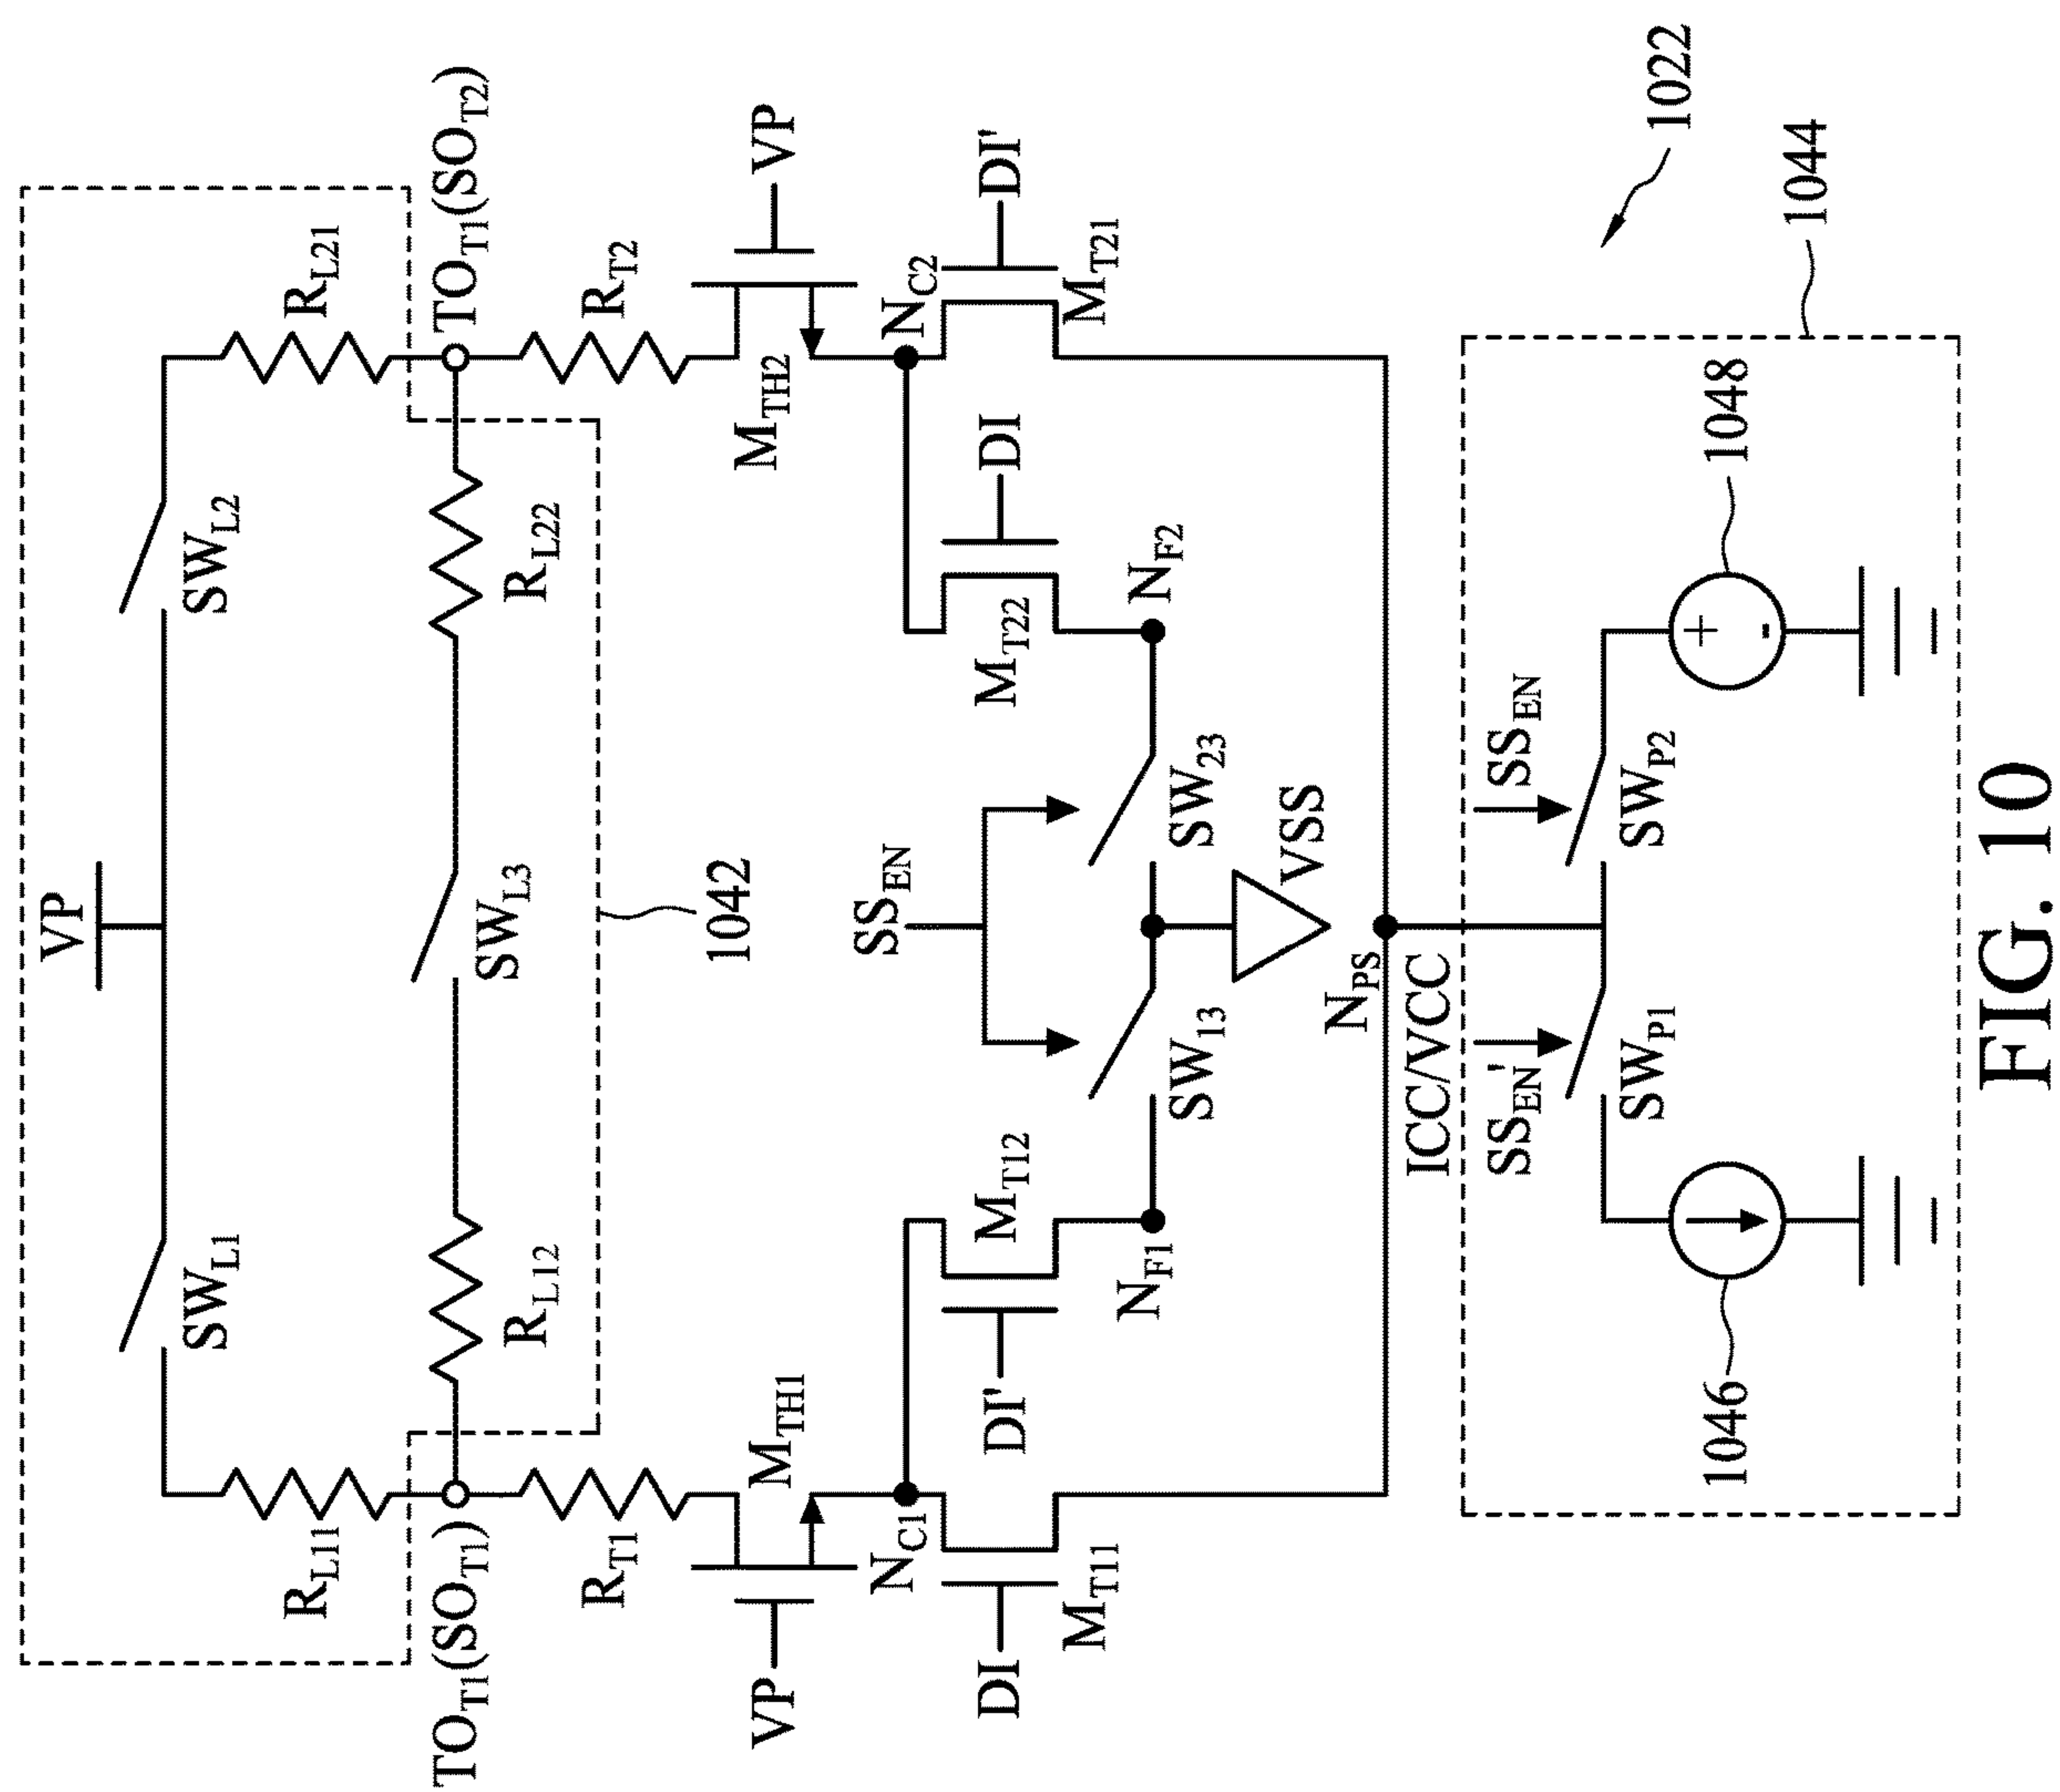 VP
SW_L1
SW_L2
R_L11
R_L21
TO_T1(SO_T1)
TO_T1(SO_T2)
R_L12
SW_L3
R_L22
R_T1
R_T2
1042
VP
M_TH1
M_TH2
VP
SS_EN
N_C1
N_C2
DI
M_T11
DI'
M_T12
M_T22
DI
M_T21
DI'
N_F1
SW_13
SW_23
N_F2
VSS
N_PS
ICC/VCC
SS_EN'
SS_EN
SW_P1
SW_P2
1046
1048
1044
1022
FIG. 10
+
-